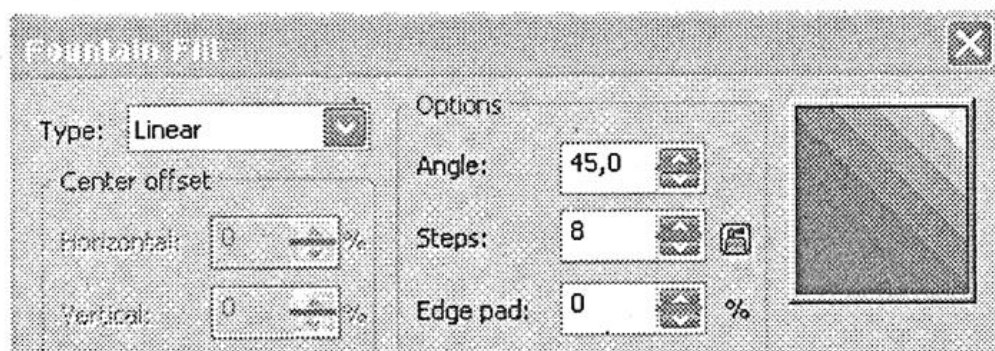 Fountain Fill
Type: Linear
Center offset
Horizontal: 0 %
Vertical: 0 %
Options
Angle: 45,0
Steps: 8
Edge pad: 0 %